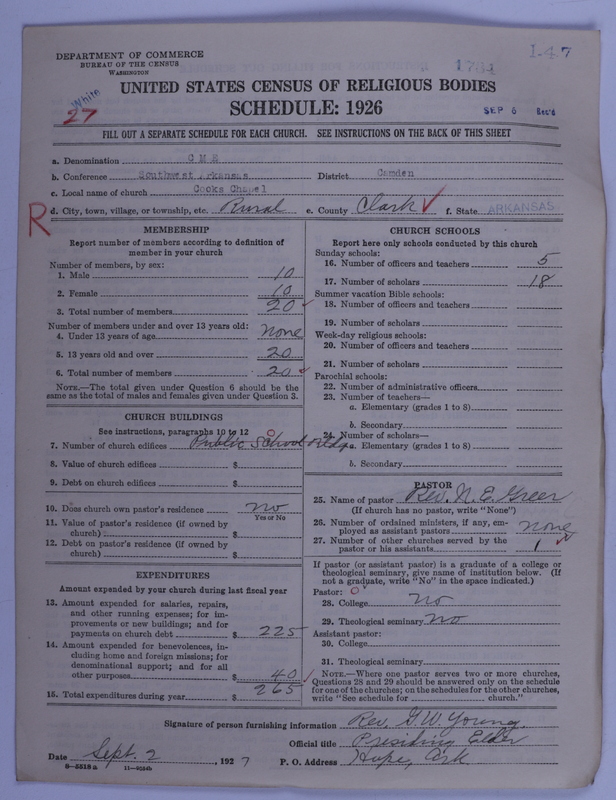 1-4-7
DEPARTMENT OF COMMERCE
BUREAU OF THE CENSUS
WASHINGTON
1784
White
27
UNITED STATES CENSUS OF RELIGIOUS BODIES
SCHEDULE: 1926
SEP 6 Rec'd
FILL OUT A SEPARATE SCHEDULE FOR EACH CHURCH. SEE INSTRUCTIONS ON THE BACK OF THIS SHEET
a. Denomination C M E
b. Conference Southwest Arkansas District Camden
c. Local name of church Cooks Chapel
R
d. City, town, village, or township, etc. Rural e. County Clark f. State ARKANSAS
MEMBERSHIP
Report number of members according to definition of
member in your church
Number of members, by sex:
1. Male 10
2. Female 10
3. Total number of members 20
Number of members under and over 13 years old:
4. Under 13 years of age None
5. 13 years old and over 20
6. Total number of members 20
NOTE.—The total given under Question 6 should be the
same as the total of males and females given under Question 3.
CHURCH BUILDINGS
See instructions, paragraphs 10 to 12
7. Number of church edifices Public School Bldg
8. Value of church edifices $
9. Debt on church edifices $
10. Does church own pastor's residence no
Yes or No
11. Value of pastor's residence (if owned by
church) $
12. Debt on pastor's residence (if owned by
church) $
EXPENDITURES
Amount expended by your church during last fiscal year
13. Amount expended for salaries, repairs,
and other running expenses; for im-
provements or new buildings; and for
payments on church debt $ 225
14. Amount expended for benevolences, in-
cluding home and foreign missions; for
denominational support; and for all
other purposes $ 40
15. Total expenditures during year $ 265
CHURCH SCHOOLS
Report here only schools conducted by this church
Sunday schools:
16. Number of officers and teachers 5
17. Number of scholars 18
Summer vacation Bible schools:
18. Number of officers and teachers
19. Number of scholars
Week-day religious schools:
20. Number of officers and teachers
21. Number of scholars
Parochial schools:
22. Number of administrative officers
23. Number of teachers—
a. Elementary (grades 1 to 8)
b. Secondary
24. Number of scholars—
a. Elementary (grades 1 to 8)
b. Secondary
PASTOR
25. Name of pastor Rev. N. E. Greer
(If church has no pastor, write "None")
26. Number of ordained ministers, if any, em-
ployed as assistant pastors none
27. Number of other churches served by the
pastor or his assistants 1
If pastor (or assistant pastor) is a graduate of a college or
theological seminary, give name of institution below. (If
not a graduate, write "No" in the space indicated.)
Pastor:
28. College no
29. Theological seminary no
Assistant pastor:
30. College
31. Theological seminary
NOTE.—Where one pastor serves two or more churches,
Questions 28 and 29 should be answered only on the schedule
for one of the churches; on the schedules for the other churches,
write "See schedule for church."
Signature of person furnishing information Rev. G. W. Young
Official title Presiding Elder
Date Sept. 2, 1927 P. O. Address Hope, Ark
8-5518a